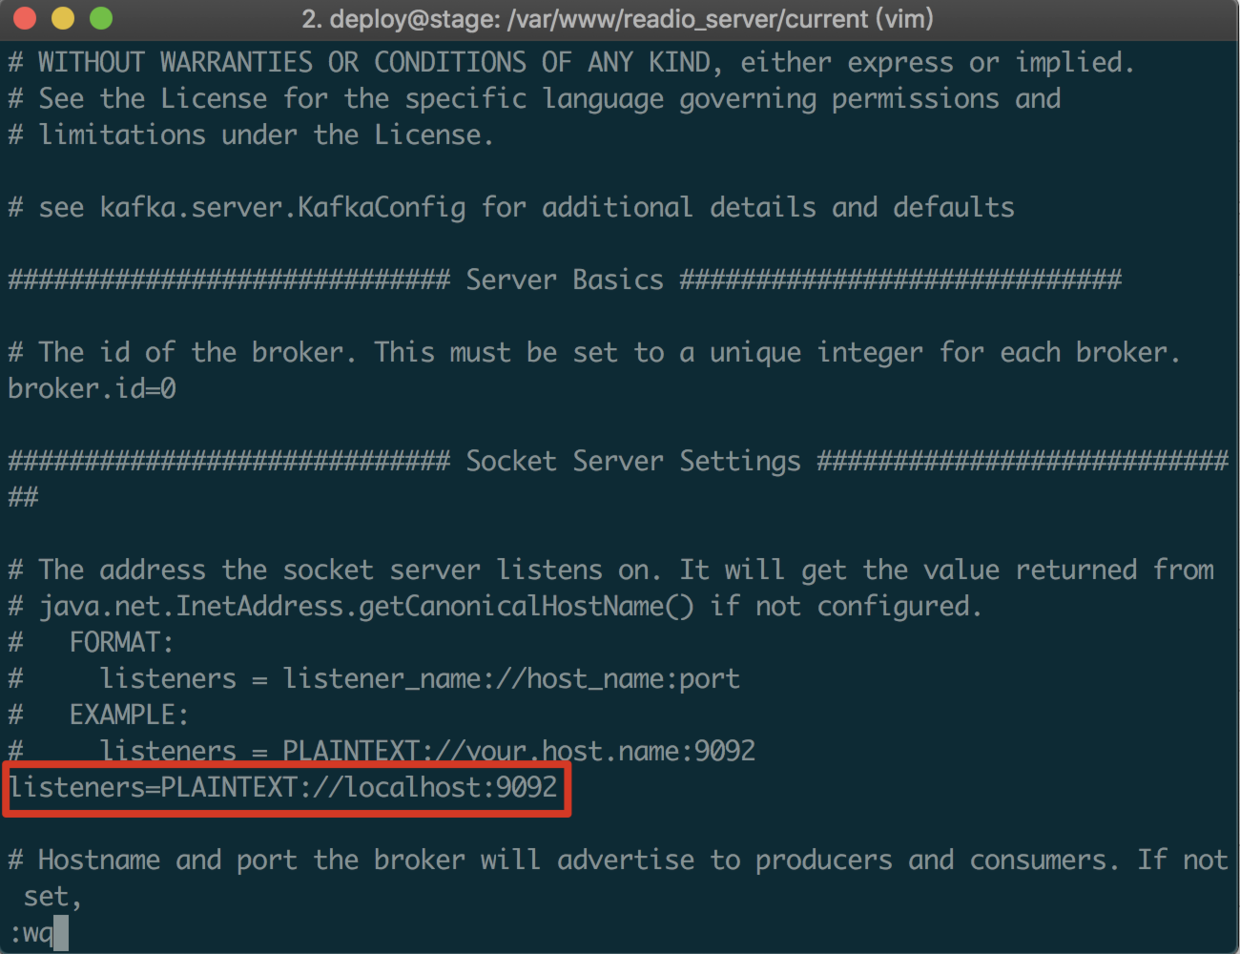 2. deploy@stage: /var/www/readio_server/current (vim)
# WITHOUT WARRANTIES OR CONDITIONS OF ANY KIND, either express or implied.
# See the License for the specific language governing permissions and
# limitations under the License.
# see kafka.server.KafkaConfig for additional details and defaults
############################# Server Basics #############################
# The id of the broker. This must be set to a unique integer for each broker.
broker.id=0
############################# Socket Server Settings ###########################
##
# The address the socket server listens on. It will get the value returned from
# java.net.InetAddress.getCanonicalHostName() if not configured.
#   FORMAT:
#     listeners = listener_name://host_name:port
#   EXAMPLE:
#     listeners = PLAINTEXT://your.host.name:9092
listeners=PLAINTEXT://localhost:9092
# Hostname and port the broker will advertise to producers and consumers. If not
 set,
:wq